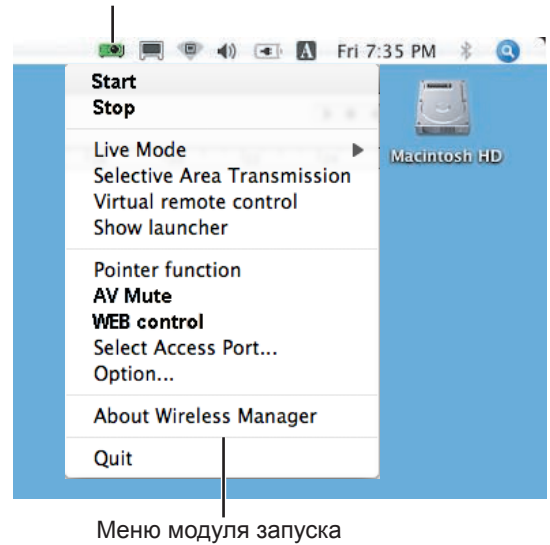 A Fri 7:35 PM
Start
Stop
Macintosh HD
Live Mode
Selective Area Transmission
Virtual remote control
Show launcher
Pointer function
AV Mute
WEB control
Select Access Port...
Option...
About Wireless Manager
Quit
Меню модуля запуска